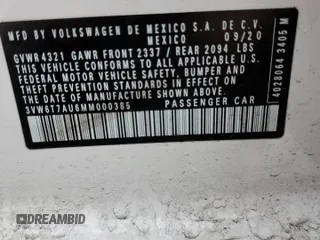 MFD BY VOLKSWAGEN DE MEXICO S.A. DE C.V.
MEXICO 09/20
GVWR 4321 GAWR FRONT 2337 / REAR 2094 LBS
THIS VEHICLE CONFORMS TO ALL APPLICABLE U.S.
FEDERAL MOTOR VEHICLE SAFETY, BUMPER AND
THEFT PREVENTION STANDARDS IN EFFECT ON THE
DATE OF MANUFACTURE SHOWN ABOVE.
3VW6T7AU6MM000385 PASSENGER CAR
4028064 3405 M
DREAMBID
DREAMBID.COM